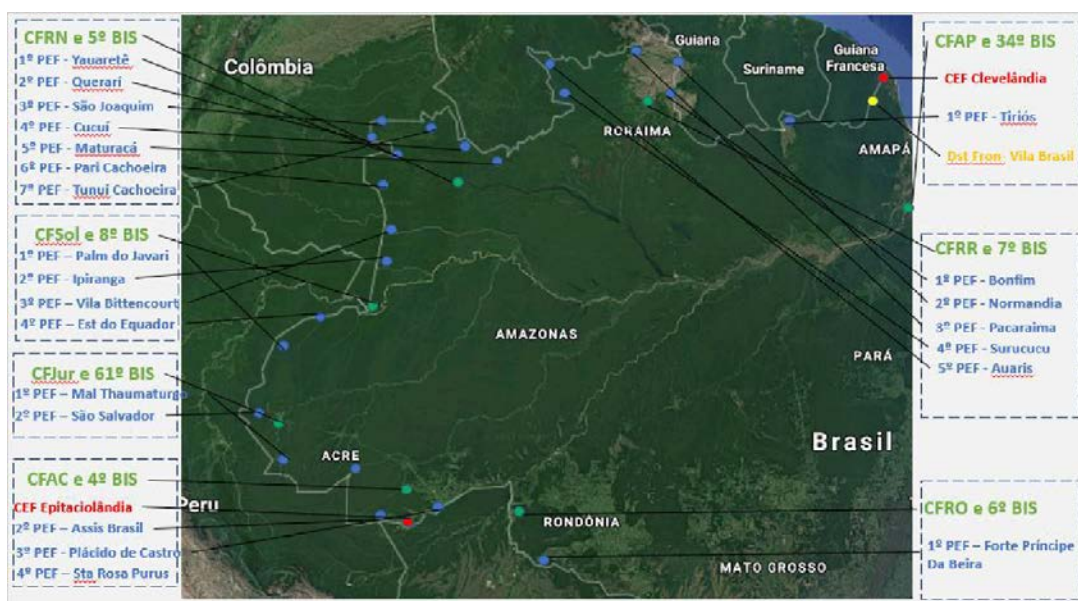 CFRN e 5º BIS
1º PEF - Yauaretê
2º PEF - Querarí
3º PEF - São Joaquim
4º PEF - Cucuí
5º PEF - Maturacá
6º PEF - Pari Cachoeira
7º PEF - Tunui Cachoeira
CFSol e 8º BIS
1º PEF – Palm do Javari
2º PEF - Ipiranga
3º PEF – Vila Bittencourt
4º PEF – Est do Equador
CFJur e 61º BIS
1º PEF – Mal Thaumaturgo
2º PEF – São Salvador
CFAC e 4º BIS
CEF Epitaciolândia
2º PEF – Assis Brasil
3º PEF - Plácido de Castro
4º PEF – Sta Rosa Purus
Colômbia
Guiana
Suriname
Guiana
Francesa
RORAIMA
AMAPÁ
AMAZONAS
PARÁ
Brasil
ACRE
Peru
RONDÔNIA
MATO GROSSO
CFAP e 34º BIS
CEF Clevelândia
1º PEF - Tiriós
Dst Fron- Vila Brasil
CFRR e 7º BIS
1º PEF - Bonfim
2º PEF - Normandia
3º PEF - Pacaraima
4º PEF - Surucucu
5º PEF - Auaris
CFRO e 6º BIS
1º PEF – Forte Príncipe
Da Beira